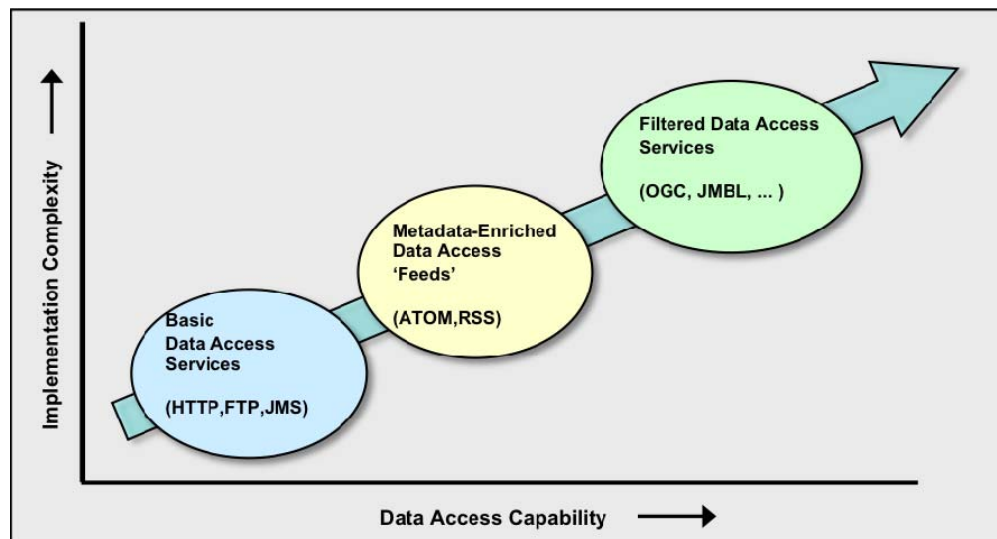 Implementation Complexity
Filtered Data Access
Services
(OGC, JMBL, ... )
Metadata-Enriched
Data Access
‘Feeds’
(ATOM,RSS)
Basic
Data Access
Services
(HTTP,FTP,JMS)
Data Access Capability